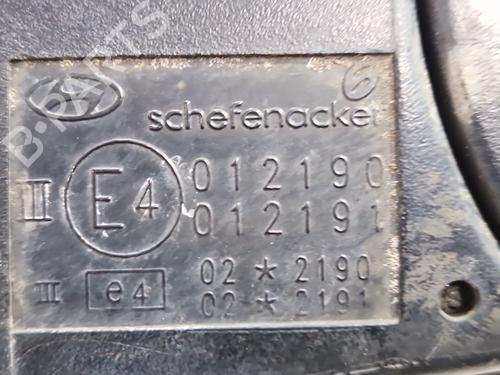 6
schefenacker
II E4 012190
012191
II e4 02*2190
02*2191
B-PARTS